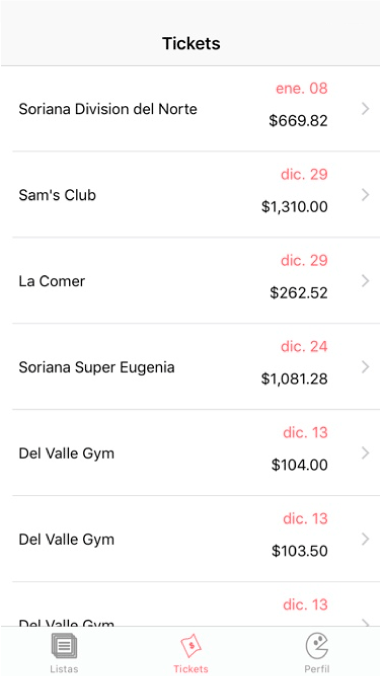 Tickets
ene. 08
Soriana Division del Norte
$669.82
dic. 29
Sam's Club
$1,310.00
dic. 29
La Comer
$262.52
dic. 24
Soriana Super Eugenia
$1,081.28
dic. 13
Del Valle Gym
$104.00
dic. 13
Del Valle Gym
$103.50
dic. 13
Del Valle Gym
Listas
Tickets
Perfil